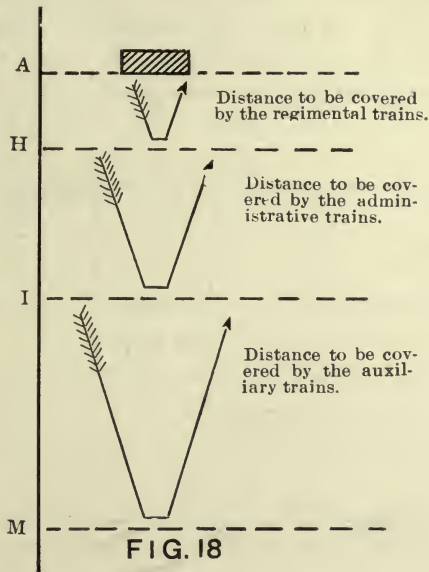 A
Distance to be covered
by the regimental trains.
H
Distance to be cov-
ered by the admin-
istrative trains.
I
Distance to be cov-
ered by the auxil-
iary trains.
M
FIG.18